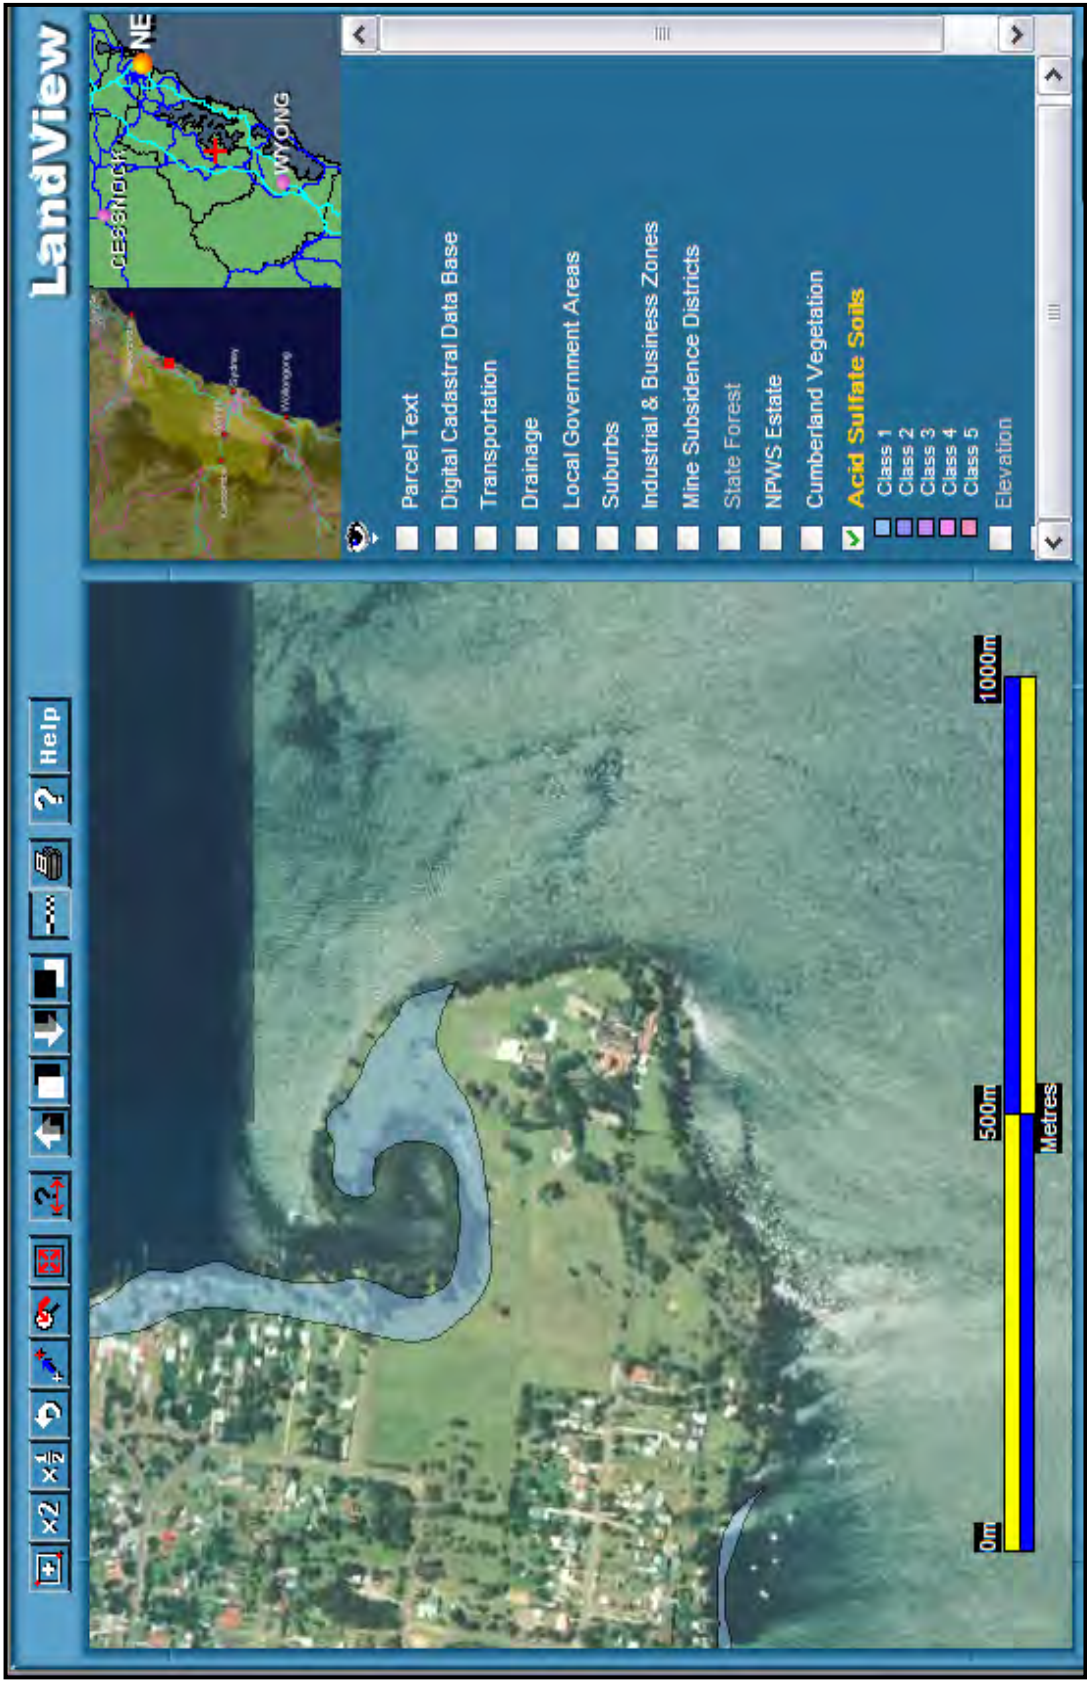 LandView
x2
x½
?
?
Help
Sydney
Wollongong
CESSNOCK
NE
WYONG
Parcel Text
Digital Cadastral Data Base
Transportation
Drainage
Local Government Areas
Suburbs
Industrial & Business Zones
Mine Subsidence Districts
State Forest
NPWS Estate
Cumberland Vegetation
Acid Sulfate Soils
Class 1
Class 2
Class 3
Class 4
Class 5
Elevation
0m
500m
1000m
Metres